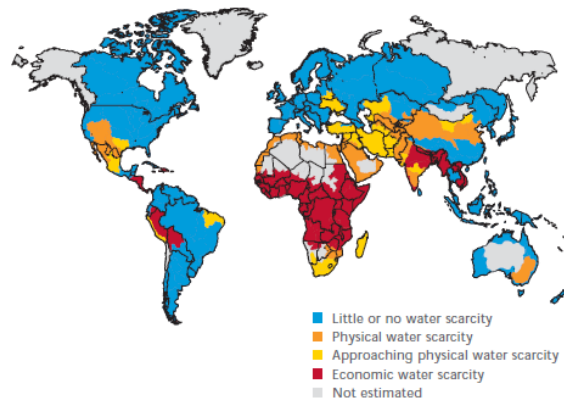 Little or no water scarcity
Physical water scarcity
Approaching physical water scarcity
Economic water scarcity
Not estimated